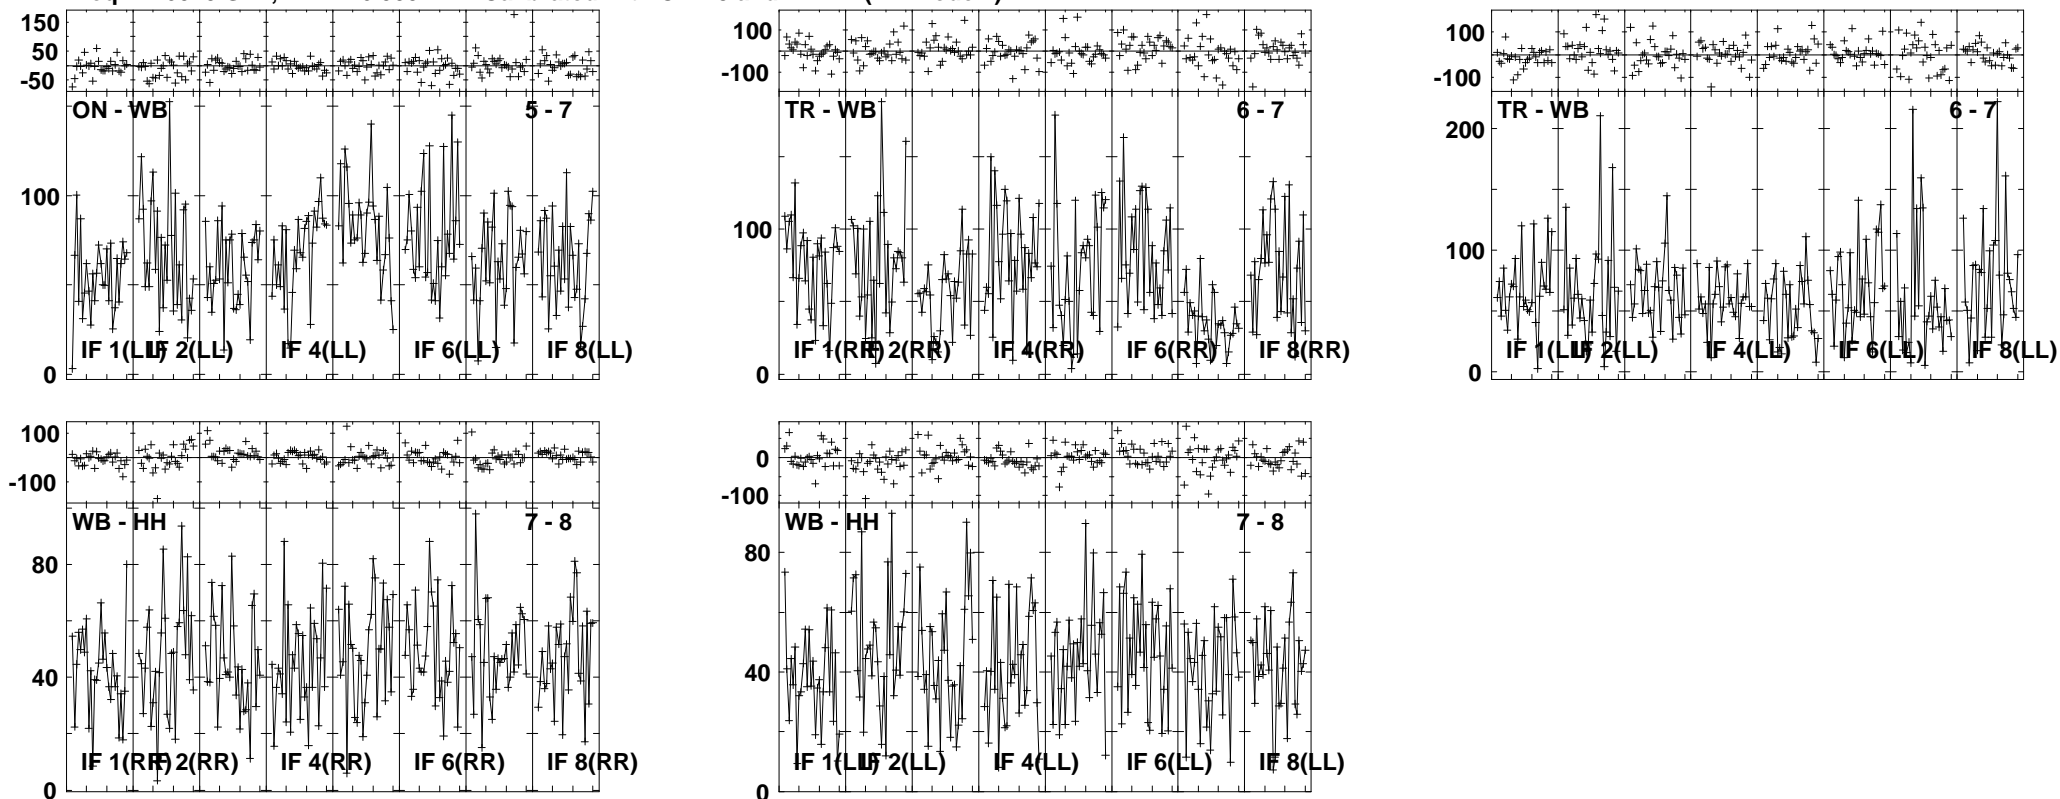 150
50
-50
ON - WB
5 - 7
100
0
IF 1(LL)
IF 2(LL)
IF 4(LL)
IF 6(LL)
IF 8(LL)
100
-100
TR - WB
6 - 7
100
0
IF 1(RR)
IF 2(RR)
IF 4(RR)
IF 6(RR)
IF 8(RR)
100
-100
TR - WB
6 - 7
200
100
0
IF 1(LL)
IF 2(LL)
IF 4(LL)
IF 6(LL)
IF 8(LL)
100
-100
WB - HH
7 - 8
80
40
0
IF 1(RR)
IF 2(RR)
IF 4(RR)
IF 6(RR)
IF 8(RR)
0
-100
WB - HH
7 - 8
80
40
0
IF 1(LL)
IF 2(LL)
IF 4(LL)
IF 6(LL)
IF 8(LL)